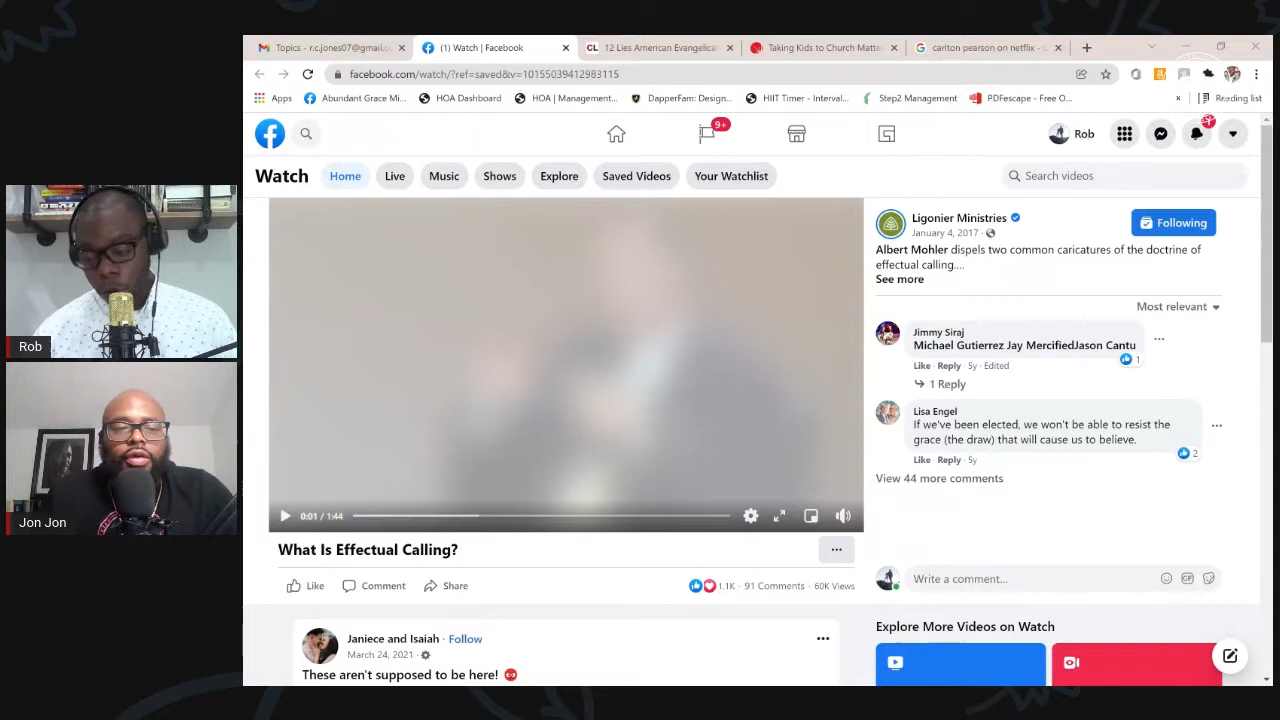 Topics - r.c.jones07@gmail.c
(1) Watch | Facebook
12 Lies American Evangelical
Taking Kids to Church Matte
carlton pearson on netflix - G
facebook.com/watch/?ref=saved&v=10155039412983115
Apps
Abundant Grace Mi...
HOA Dashboard
HOA | Management...
DapperFam: Design...
HIIT Timer - Interval...
Step2 Management
PDFescape - Free O...
»
Reading list
9+
Rob
Watch
Home
Live
Music
Shows
Explore
Saved Videos
Your Watchlist
Search videos
Ligonier Ministries
January 4, 2017 ·
Following
Albert Mohler dispels two common caricatures of the doctrine of
effectual calling....
See more
Most relevant
Jimmy Siraj
Michael Gutierrez Jay MercifiedJason Cantu
1
Like · Reply · 5y · Edited
1 Reply
Lisa Engel
If we've been elected, we won't be able to resist the
grace (the draw) that will cause us to believe.
2
Like · Reply · 5y
View 44 more comments
Rob
Jon Jon
0:01 / 1:44
What Is Effectual Calling?
Like
Comment
Share
1.1K · 91 Comments · 60K Views
Write a comment...
GIF
Explore More Videos on Watch
Janiece and Isaiah · Follow
March 24, 2021 ·
These aren't supposed to be here!